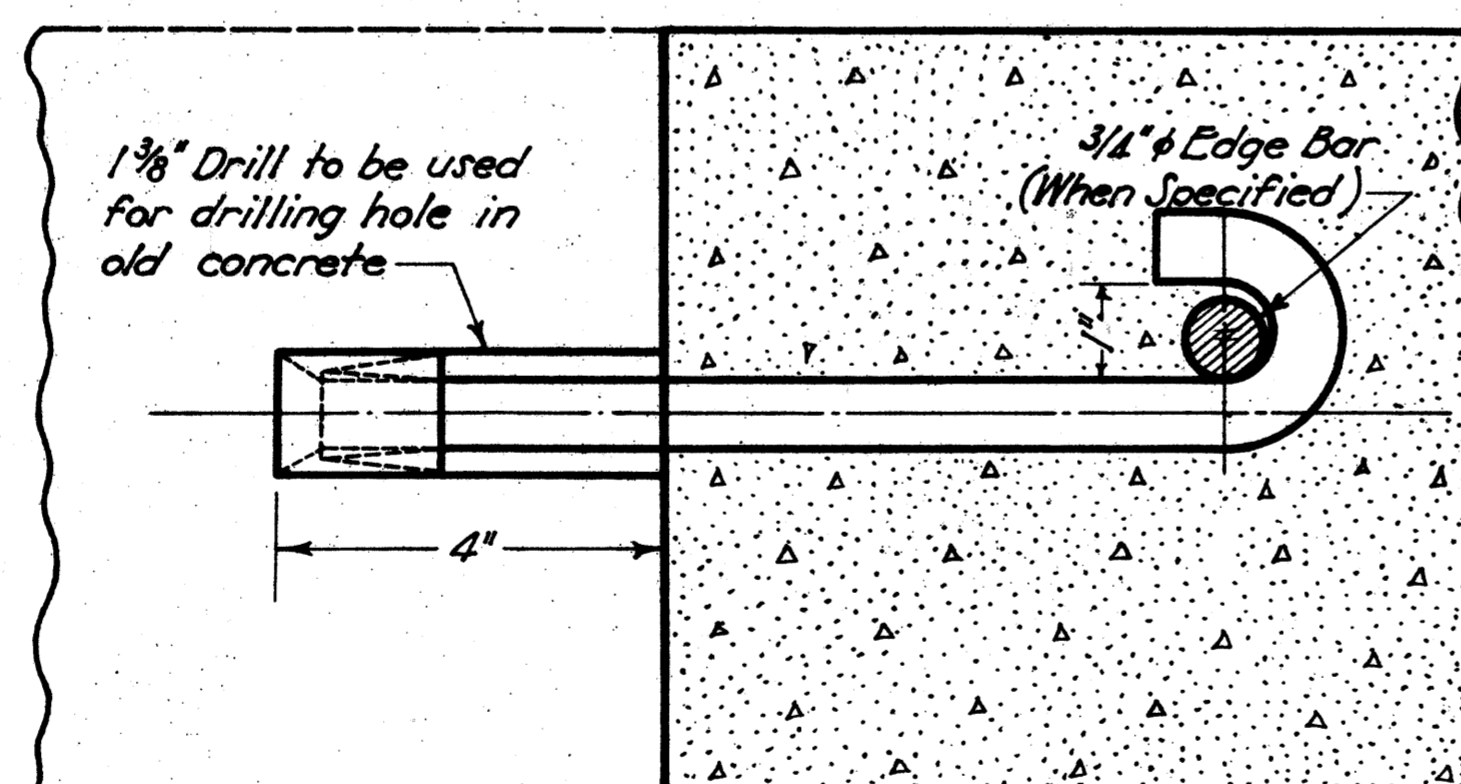 1 3/8" Drill to be used
for drilling hole in
old concrete
3/4" ϕ Edge Bar
(When Specified)
1"
4"